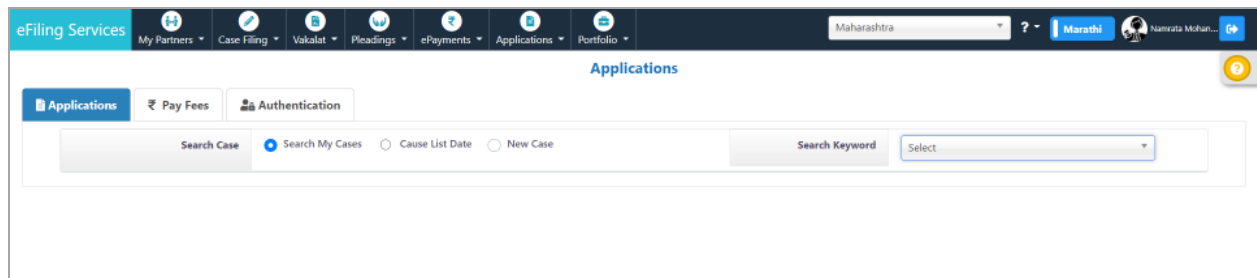 eFiling Services
My Partners Case Filing Vakalat Pleadings ePayments Applications Portfolio
Maharashtra
? Marathi Namrata Mohan...
Applications
Applications ₹ Pay Fees Authentication
Search Case Search My Cases Cause List Date New Case Search Keyword Select